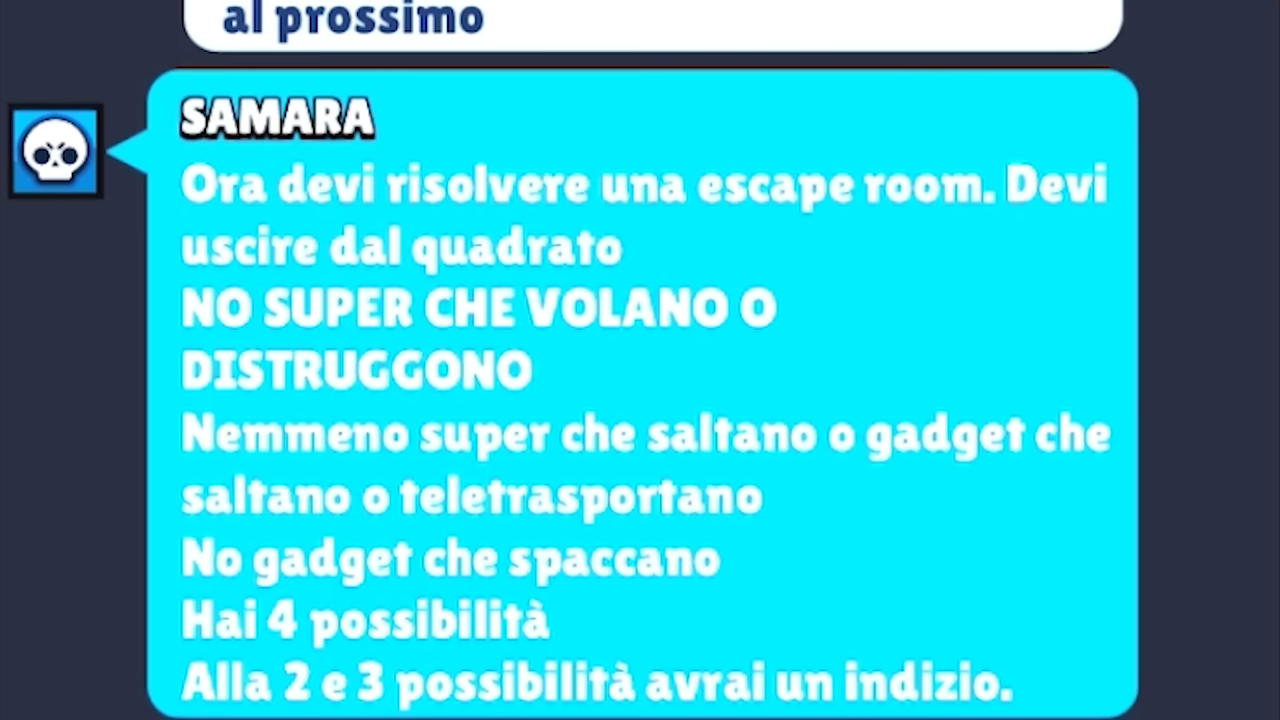 al prossimo
SAMARA
Ora devi risolvere una escape room. Devi
uscire dal quadrato
NO SUPER CHE VOLANO O
DISTRUGGONO
Nemmeno super che saltano o gadget che
saltano o teletrasportano
No gadget che spaccano
Hai 4 possibilità
Alla 2 e 3 possibilità avrai un indizio.